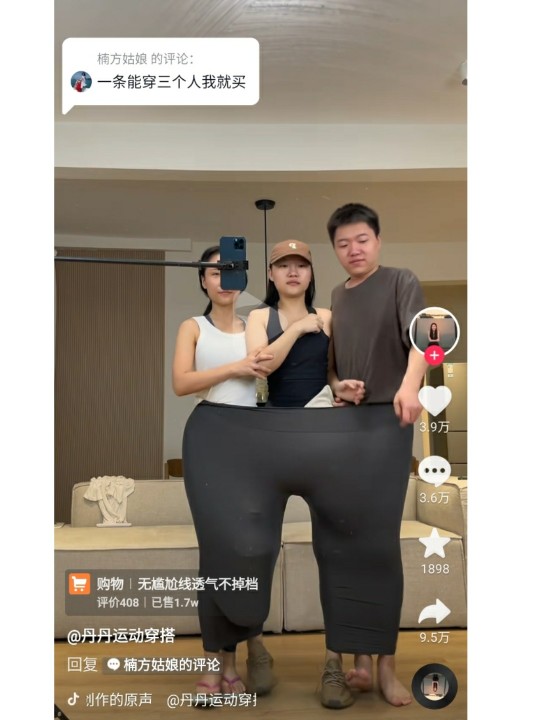 楠方姑娘 的评论：
一条能穿三个人我就买
3.9万
3.6万
1898
9.5万
购物｜无尴尬线透气不掉裆
评价408｜已售1.7w
@丹丹运动穿搭
回复 楠方姑娘的评论
创作的原声 @丹丹运动穿搭